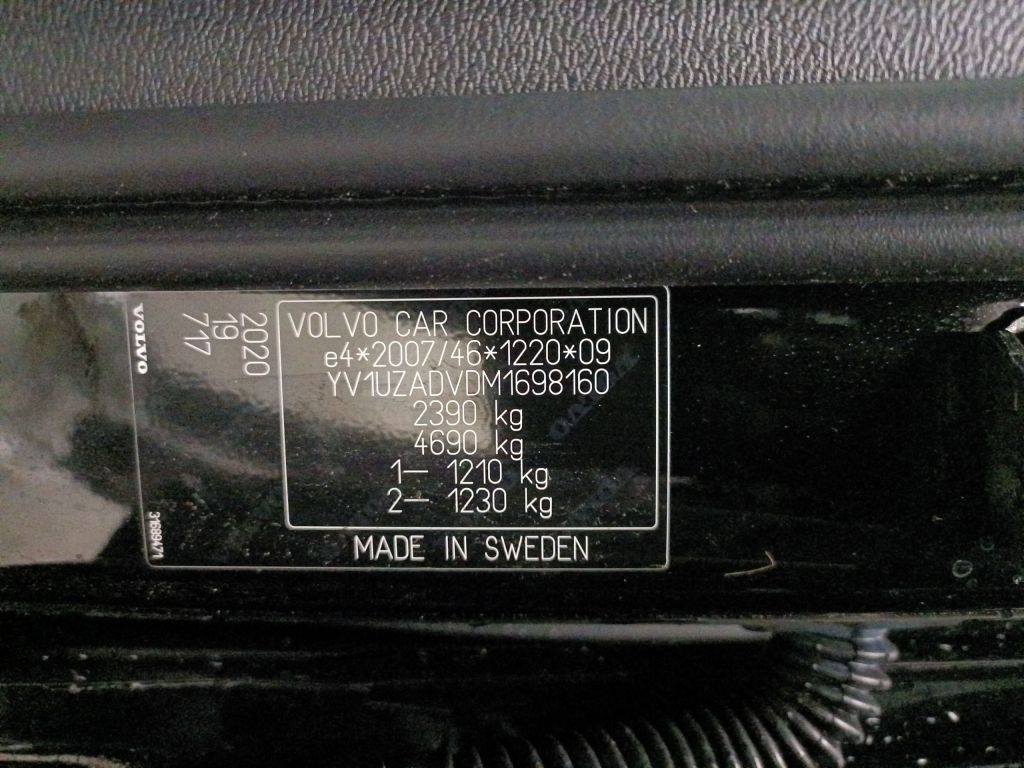 VOLVO
2020
19
717
31689471
VOLVO CAR CORPORATION
e4*2007/46*1220*09
YV1UZADVDM1698160
2390 kg
4690 kg
1— 1210 kg
2— 1230 kg
MADE IN SWEDEN